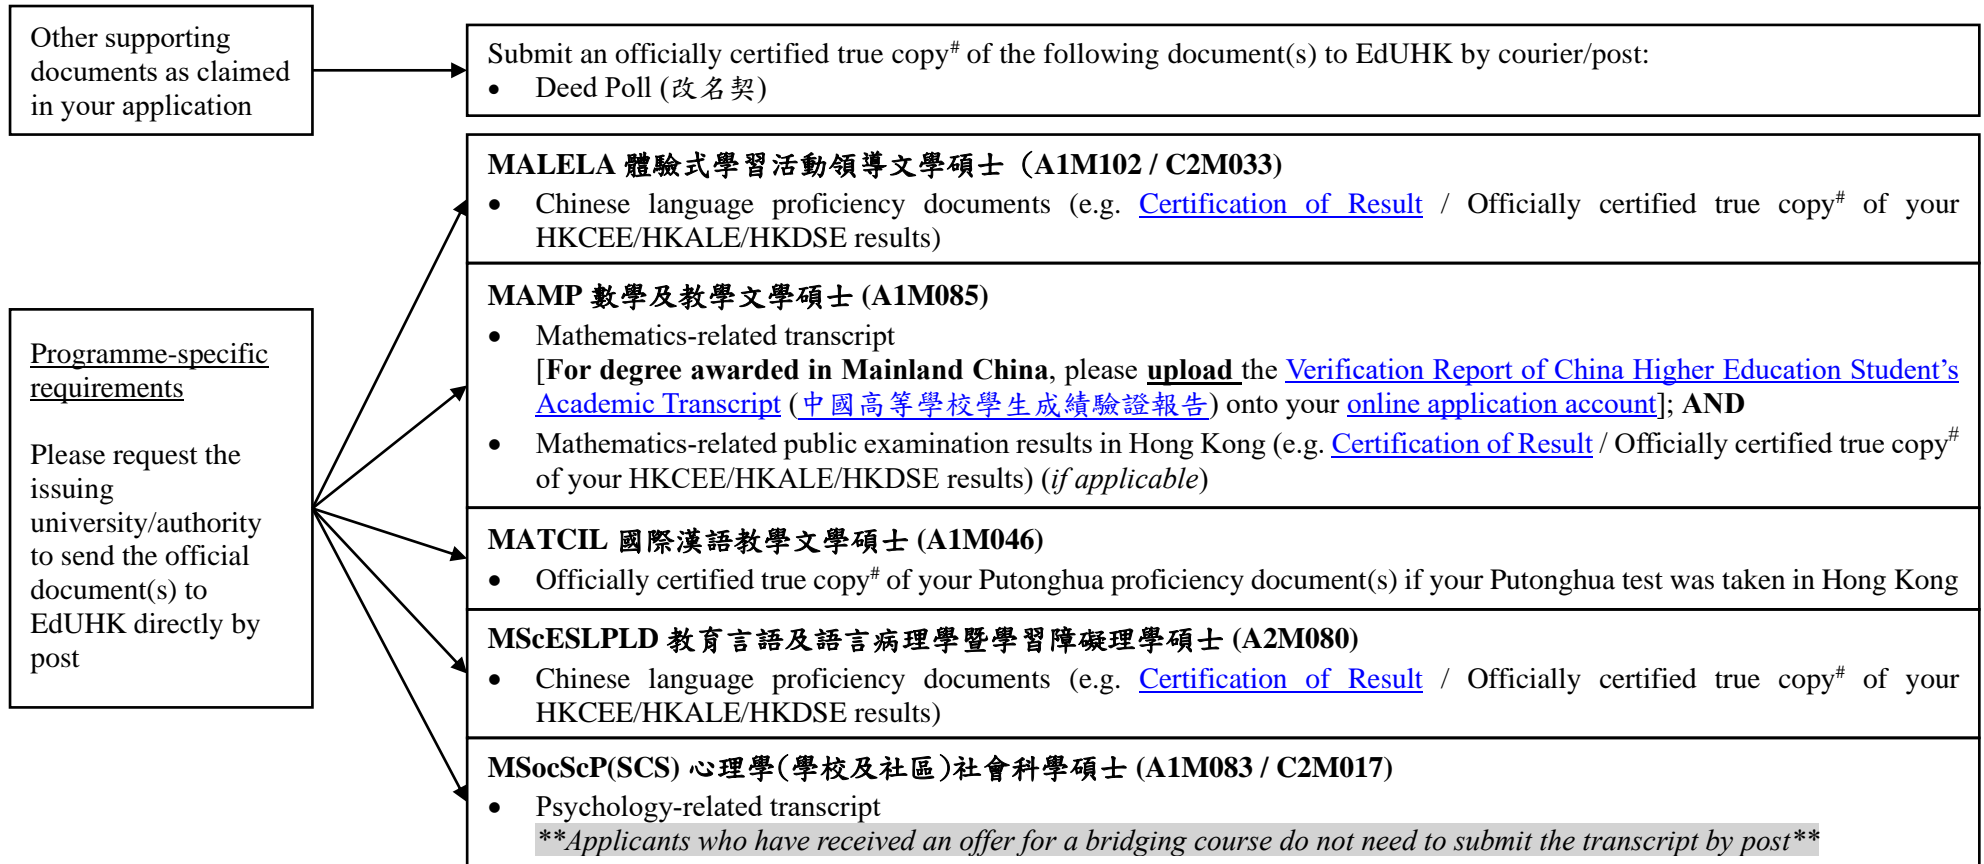 Other supporting
documents as claimed
in your application
Submit an officially certified true copy# of the following document(s) to EdUHK by courier/post:
• Deed Poll (改名契)
Programme-specific
requirements
Please request the
issuing
university/authority
to send the official
document(s) to
EdUHK directly by
post
MALELA 體驗式學習活動領導文學碩士 (A1M102 / C2M033)
• Chinese language proficiency documents (e.g. Certification of Result / Officially certified true copy# of your
HKCEE/HKALE/HKDSE results)
MAMP 數學及教學文學碩士 (A1M085)
• Mathematics-related transcript
[For degree awarded in Mainland China, please upload the Verification Report of China Higher Education Student's
Academic Transcript (中國高等學校學生成績驗證報告) onto your online application account]; AND
• Mathematics-related public examination results in Hong Kong (e.g. Certification of Result / Officially certified true copy#
of your HKCEE/HKALE/HKDSE results) (if applicable)
MATCIL 國際漢語教學文學碩士 (A1M046)
• Officially certified true copy# of your Putonghua proficiency document(s) if your Putonghua test was taken in Hong Kong
MScESLPLD 教育言語及語言病理學暨學習障礙理學碩士 (A2M080)
• Chinese language proficiency documents (e.g. Certification of Result / Officially certified true copy# of your
HKCEE/HKALE/HKDSE results)
MSocScP(SCS) 心理學(學校及社區)社會科學碩士 (A1M083 / C2M017)
• Psychology-related transcript
**Applicants who have received an offer for a bridging course do not need to submit the transcript by post**